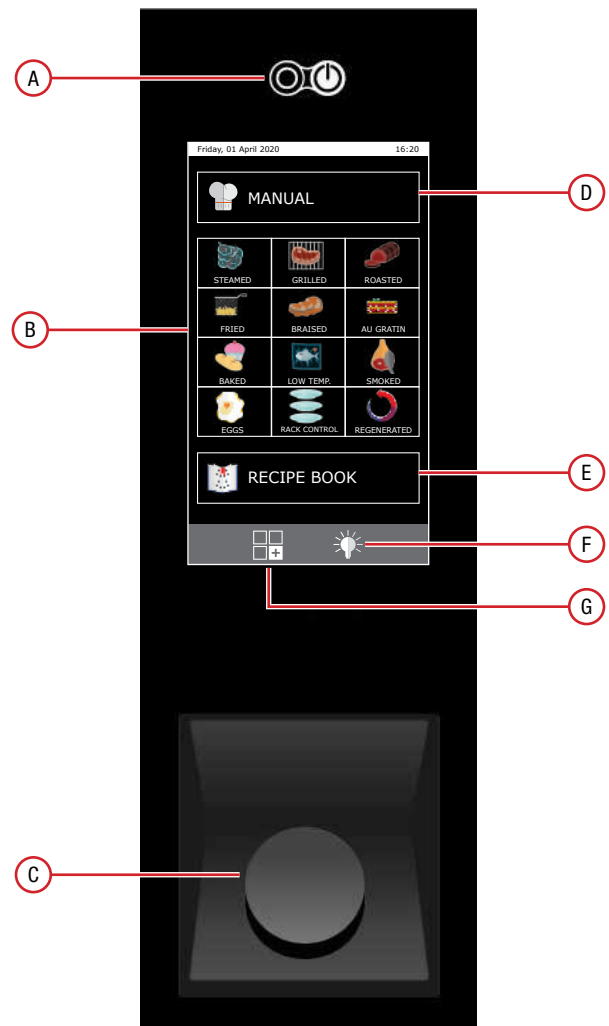 A
Friday, 01 April 2020 16:20
MANUAL
D
STEAMED GRILLED ROASTED
B
FRIED BRAISED AU GRATIN
BAKED LOW TEMP. SMOKED
EGGS RACK CONTROL REGENERATED
RECIPE BOOK
E
F
G
C